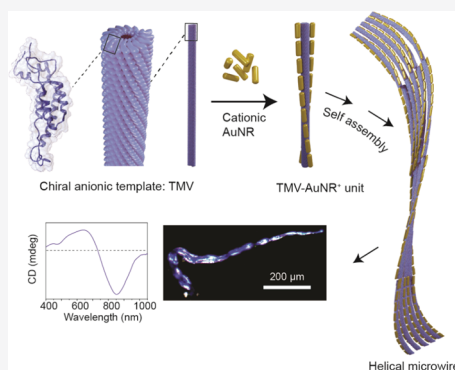 Cationic
AuNR
Self assembly
Chiral anionic template: TMV
TMV-AuNR⁺ unit
CD (mdeg)
400
600
800
1000
Wavelength (nm)
200 μm
Helical microwire